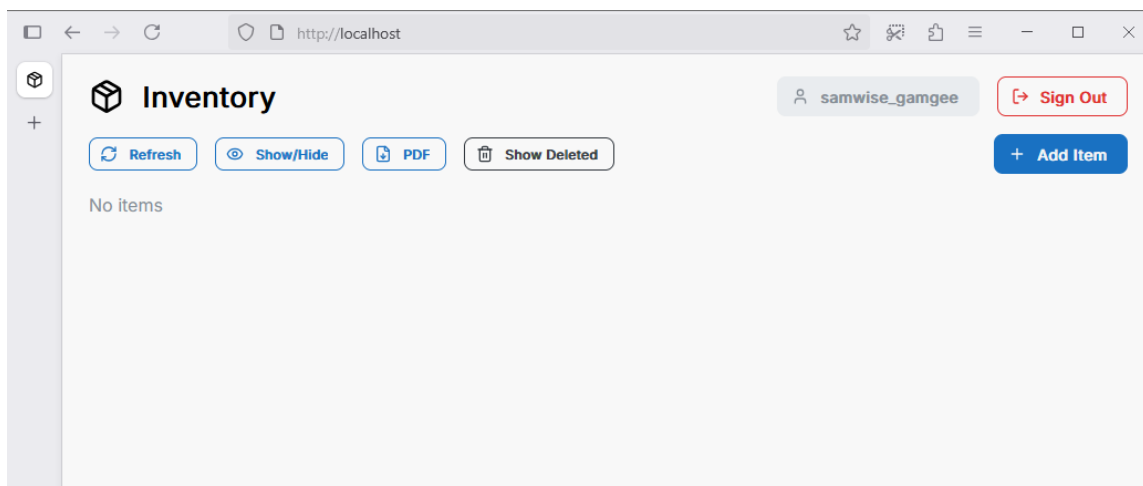 http://localhost
Inventory
samwise_gamgee
Sign Out
Refresh
Show/Hide
PDF
Show Deleted
+ Add Item
No items